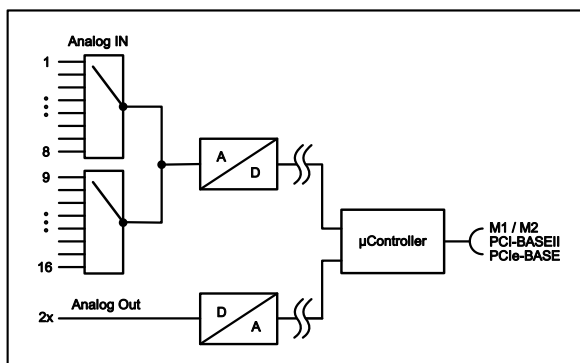 Analog IN
1
8
9
16
A
D
µController
M1 / M2
PCI-BASEII
PCIe-BASE
2x
Analog Out
D
A